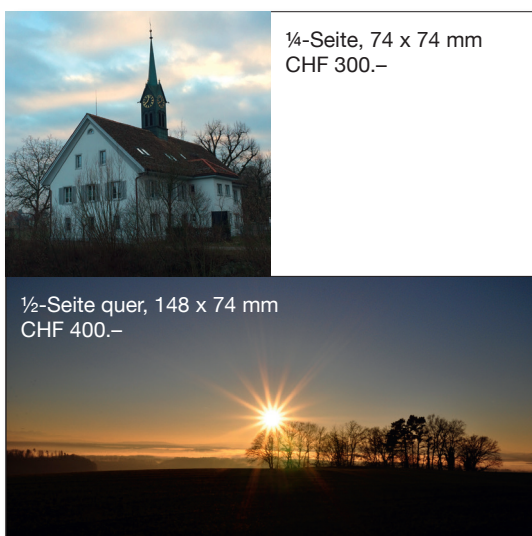 ¼-Seite, 74 x 74 mm
CHF 300.–
½-Seite quer, 148 x 74 mm
CHF 400.–